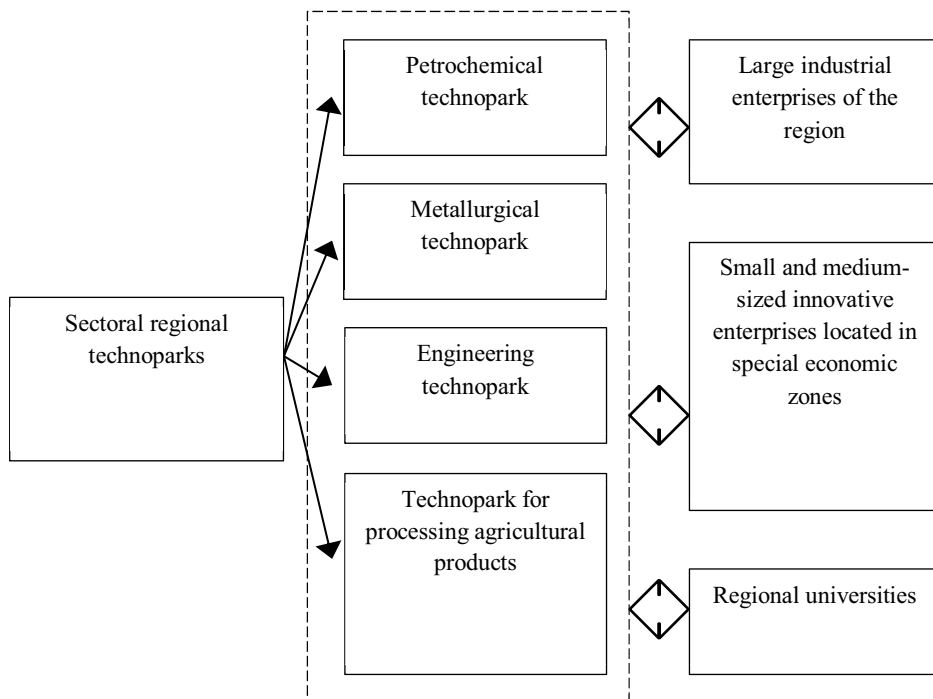 Sectoral regional
technoparks
Petrochemical
technopark
Metallurgical
technopark
Engineering
technopark
Technopark for
processing agricultural
products
Large industrial
enterprises of the
region
Small and medium-
sized innovative
enterprises located in
special economic
zones
Regional universities